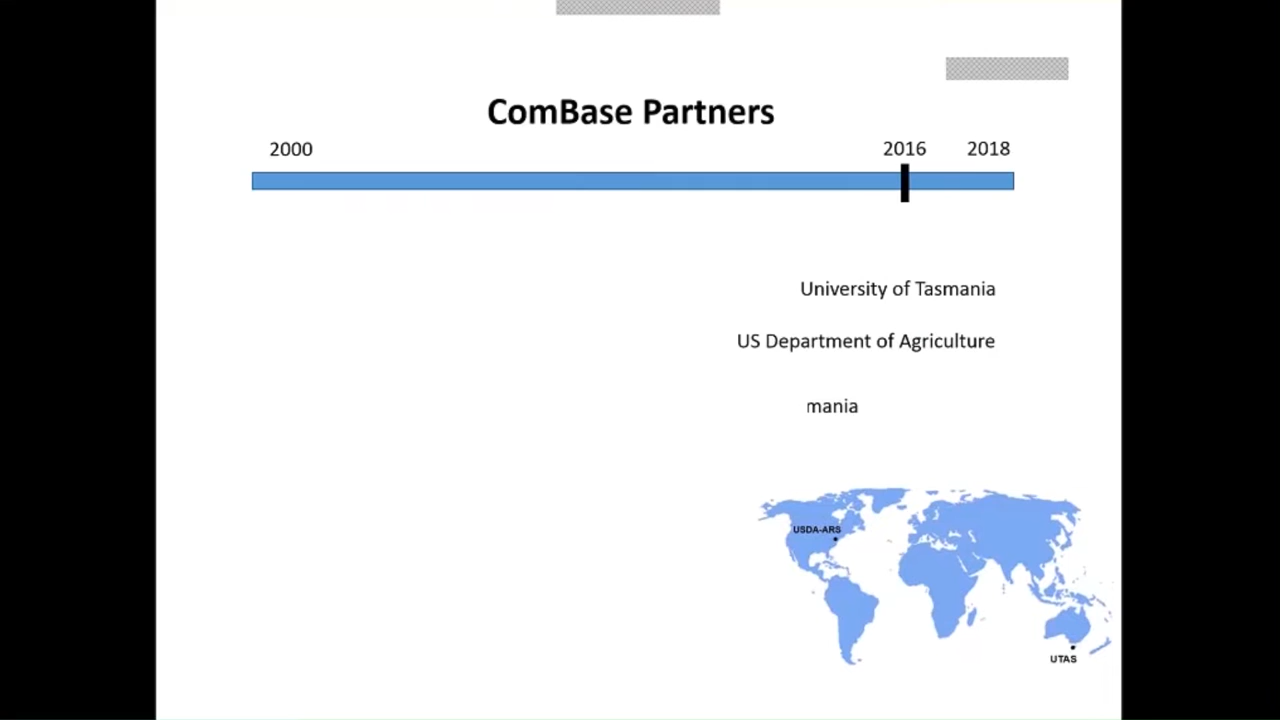 ComBase Partners
2000 2016 2018
University of Tasmania
US Department of Agriculture
mania
USDA-ARS
UTAS